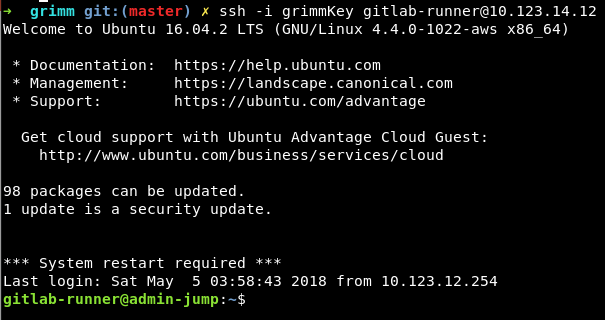 → grimm git:(master) ✗ ssh -i grimmKey gitlab-runner@10.123.14.12
Welcome to Ubuntu 16.04.2 LTS (GNU/Linux 4.4.0-1022-aws x86_64)
* Documentation: https://help.ubuntu.com
* Management: https://landscape.canonical.com
* Support: https://ubuntu.com/advantage
Get cloud support with Ubuntu Advantage Cloud Guest:
http://www.ubuntu.com/business/services/cloud
98 packages can be updated.
1 update is a security update.
*** System restart required ***
Last login: Sat May 5 03:58:43 2018 from 10.123.12.254
gitlab-runner@admin-jump:~$